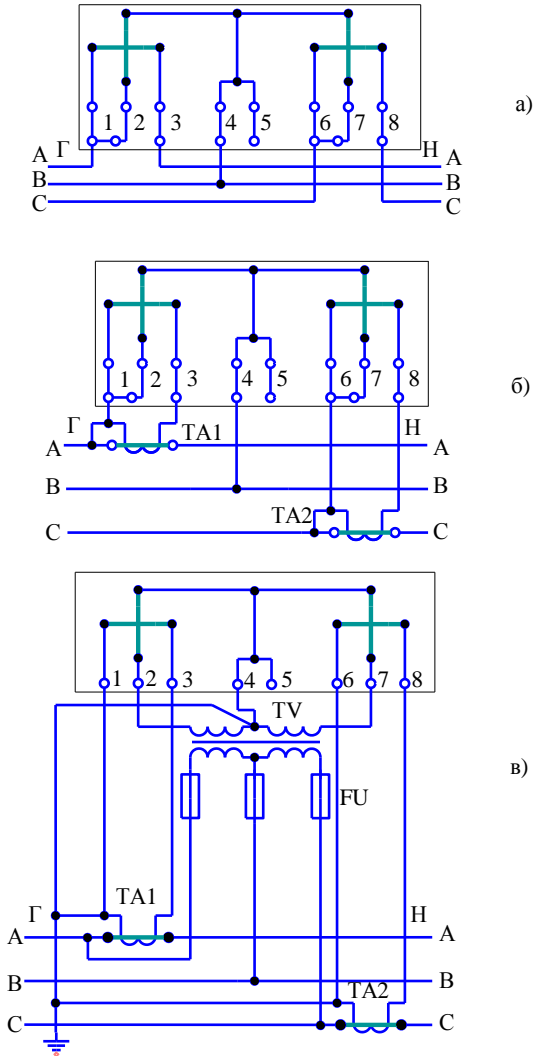 1 2 3 4 5 6 7 8
а)
Г Н
А А
В В
С С
1 2 3 4 5 6 7 8
б)
Г ТА1 Н
А А
В В
ТА2
С С
1 2 3 4 5 6 7 8
TV
в)
FU
ТА1
Г Н
А А
В В
ТА2
С С